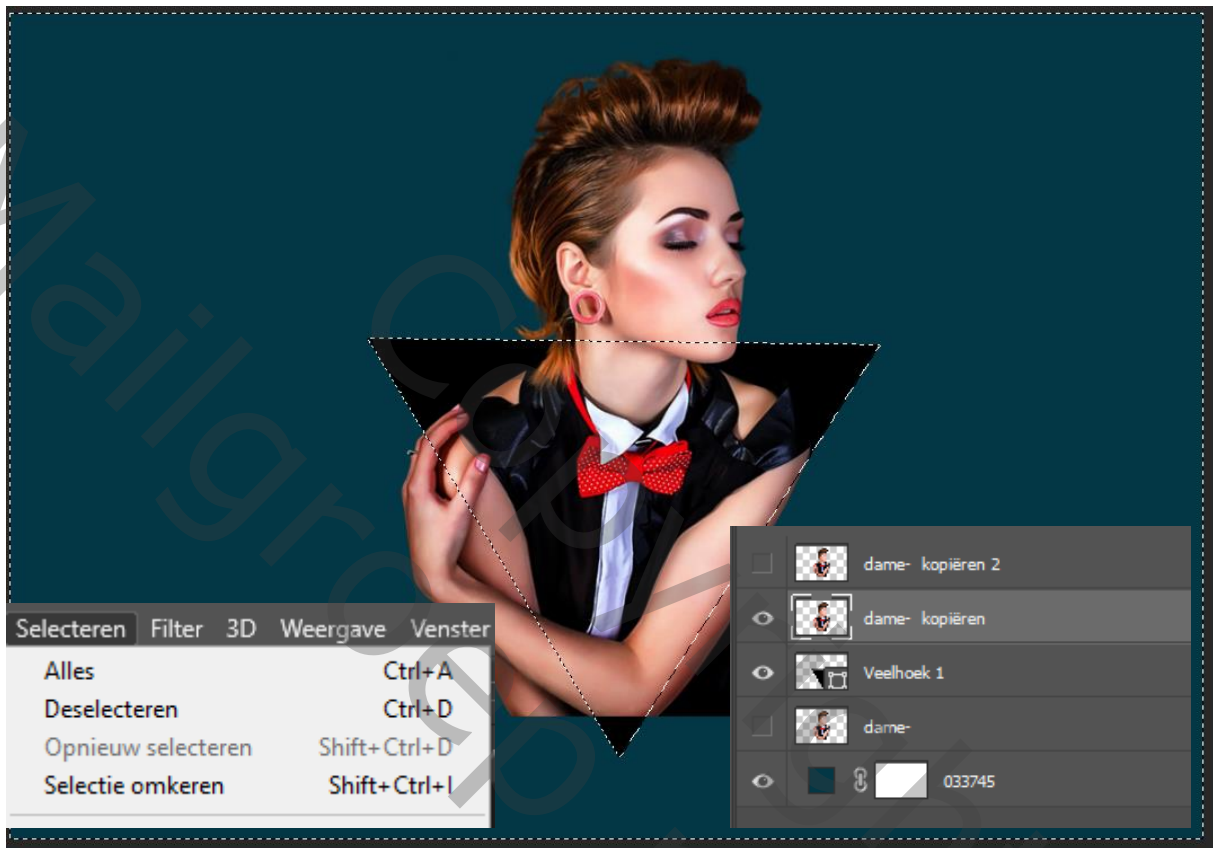 dame-  kopiëren 2
dame-  kopiëren
Veelhoek 1
dame-
033745
Selecteren Filter 3D Weergave Venster
Alles Ctrl+A
Deselecteren Ctrl+D
Opnieuw selecteren Shift+Ctrl+D
Selectie omkeren Shift+Ctrl+I
Mailgroep